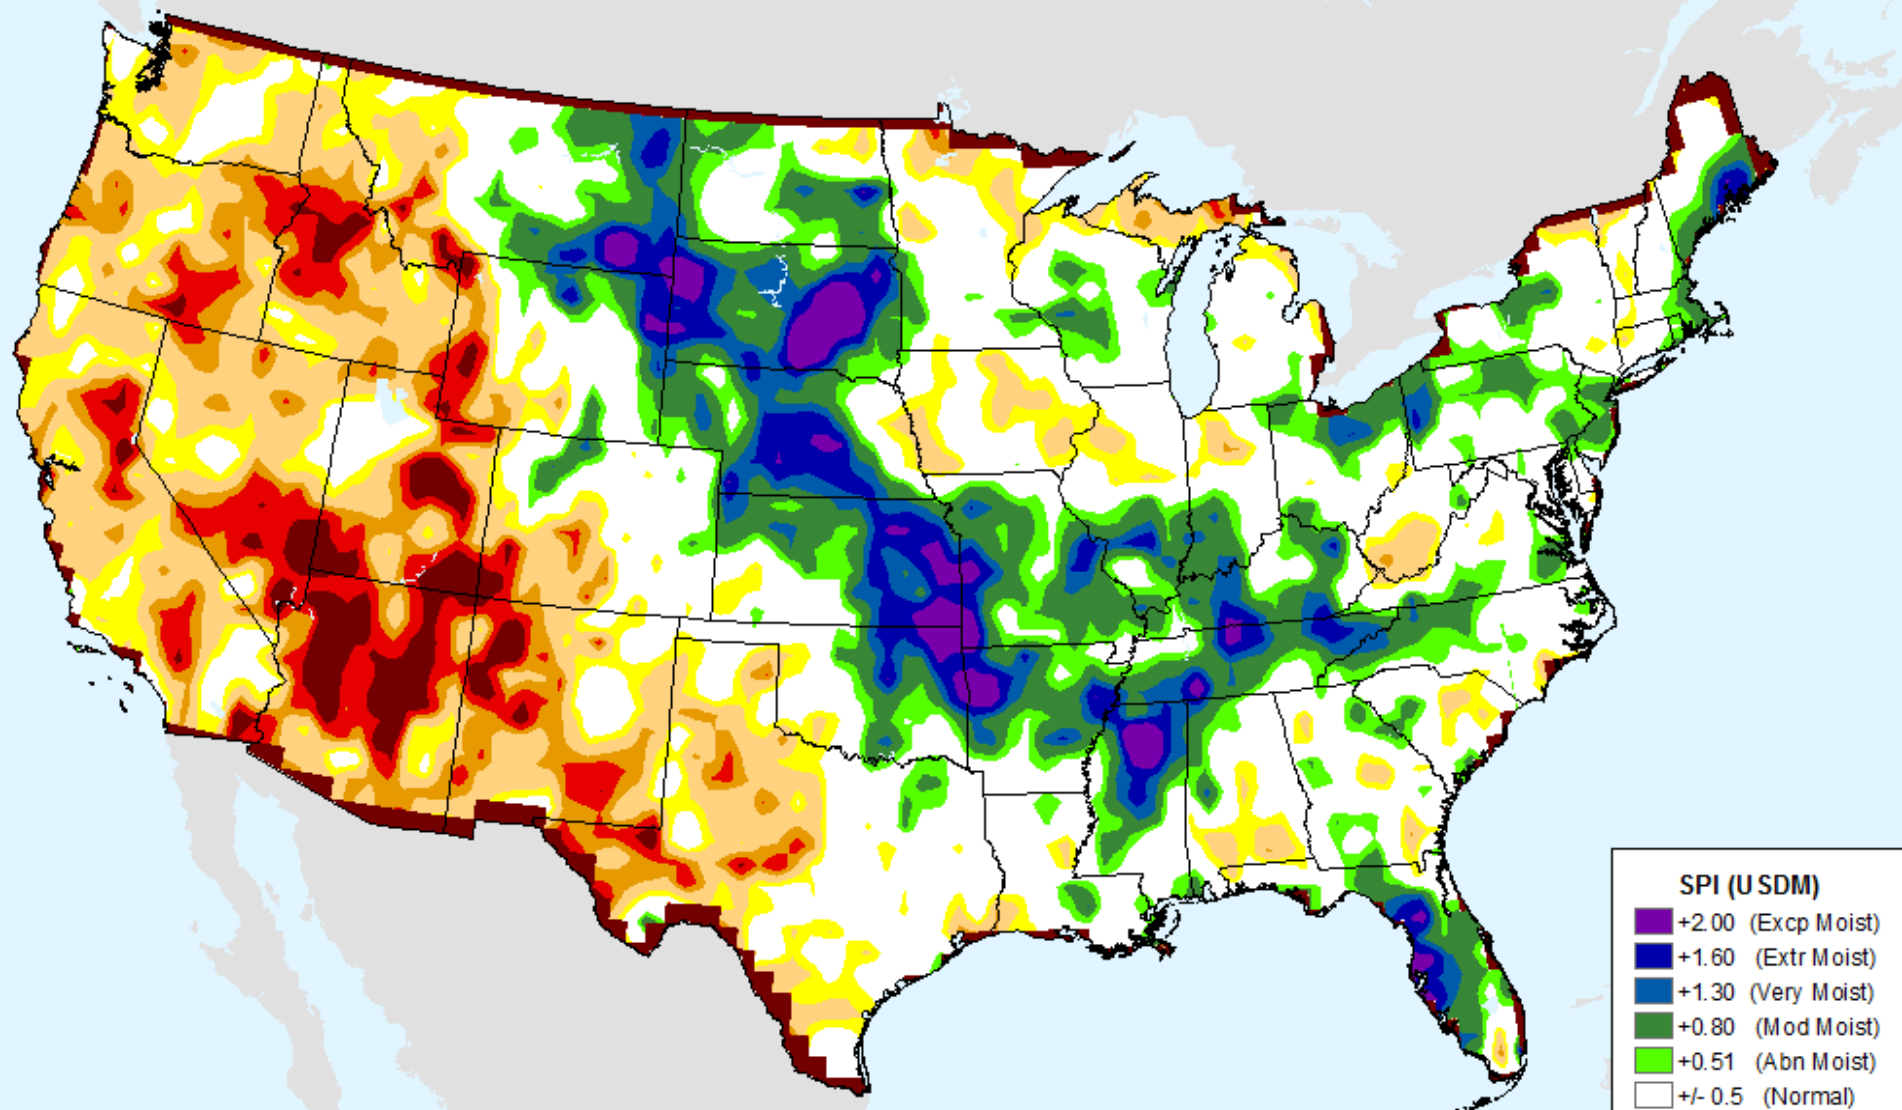 SPI (USDM)
+2.00 (Excp Moist)
+1.60 (Extr Moist)
+1.30 (Very Moist)
+0.80 (Mod Moist)
+0.51 (Abn Moist)
+/- 0.5 (Normal)